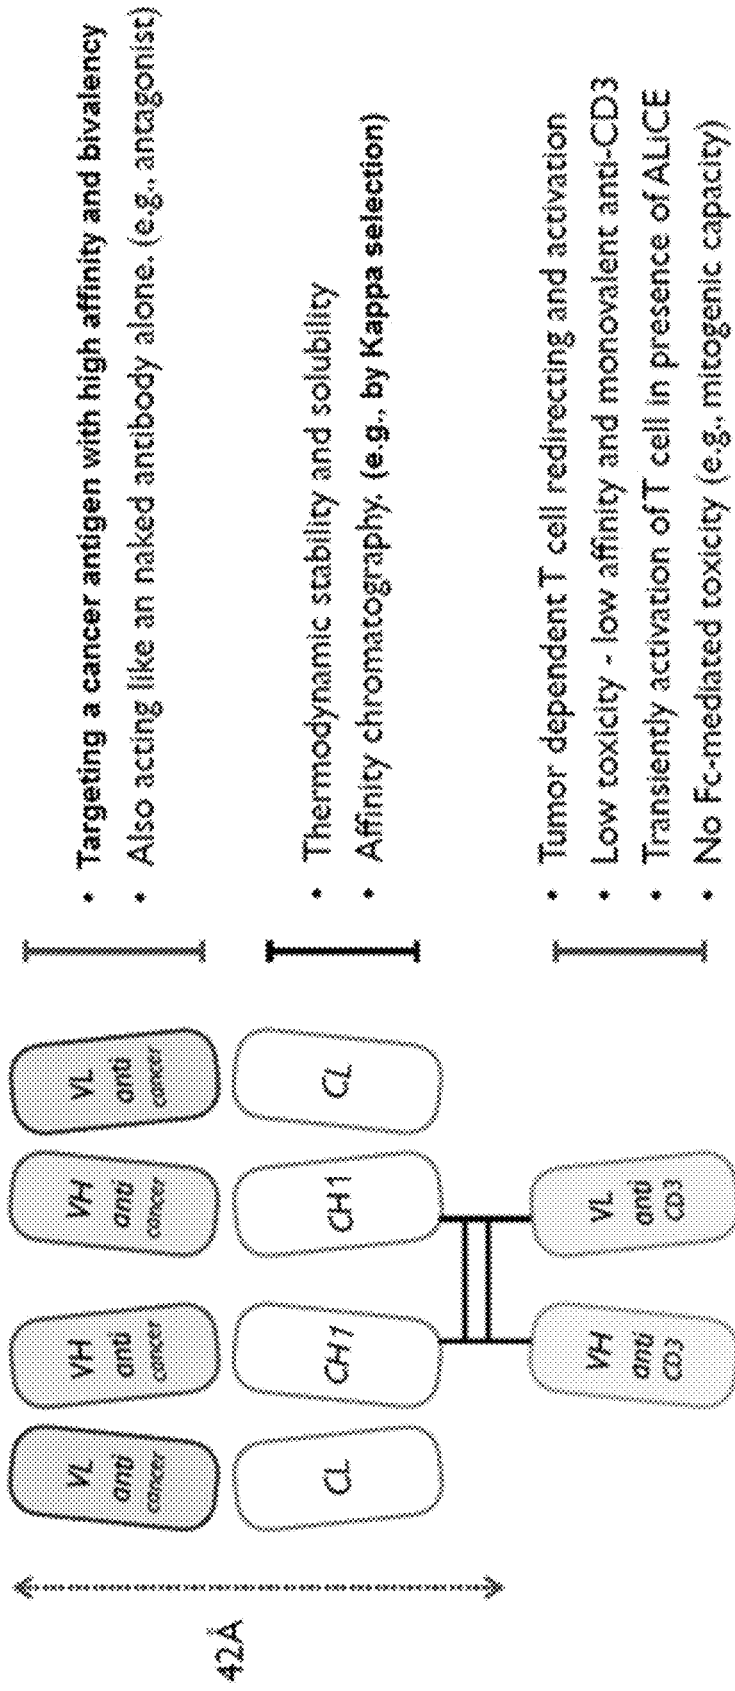 42Å
VL
anti
cancer
VH
anti
cancer
VH
anti
cancer
VL
anti
cancer
• Targeting a cancer antigen with high affinity and bivalency
• Also acting like an naked antibody alone. (e.g., antagonist)
CL
CH1
CH1
CL
• Thermodynamic stability and solubility
• Affinity chromatography. (e.g., by Kappa selection)
VH
anti
CD3
VL
anti
CD3
• Tumor dependent T cell redirecting and activation
• Low toxicity - low affinity and monovalent anti-CD3
• Transiently activation of T cell in presence of ALiCE
• No Fc-mediated toxicity (e.g., mitogenic capacity)